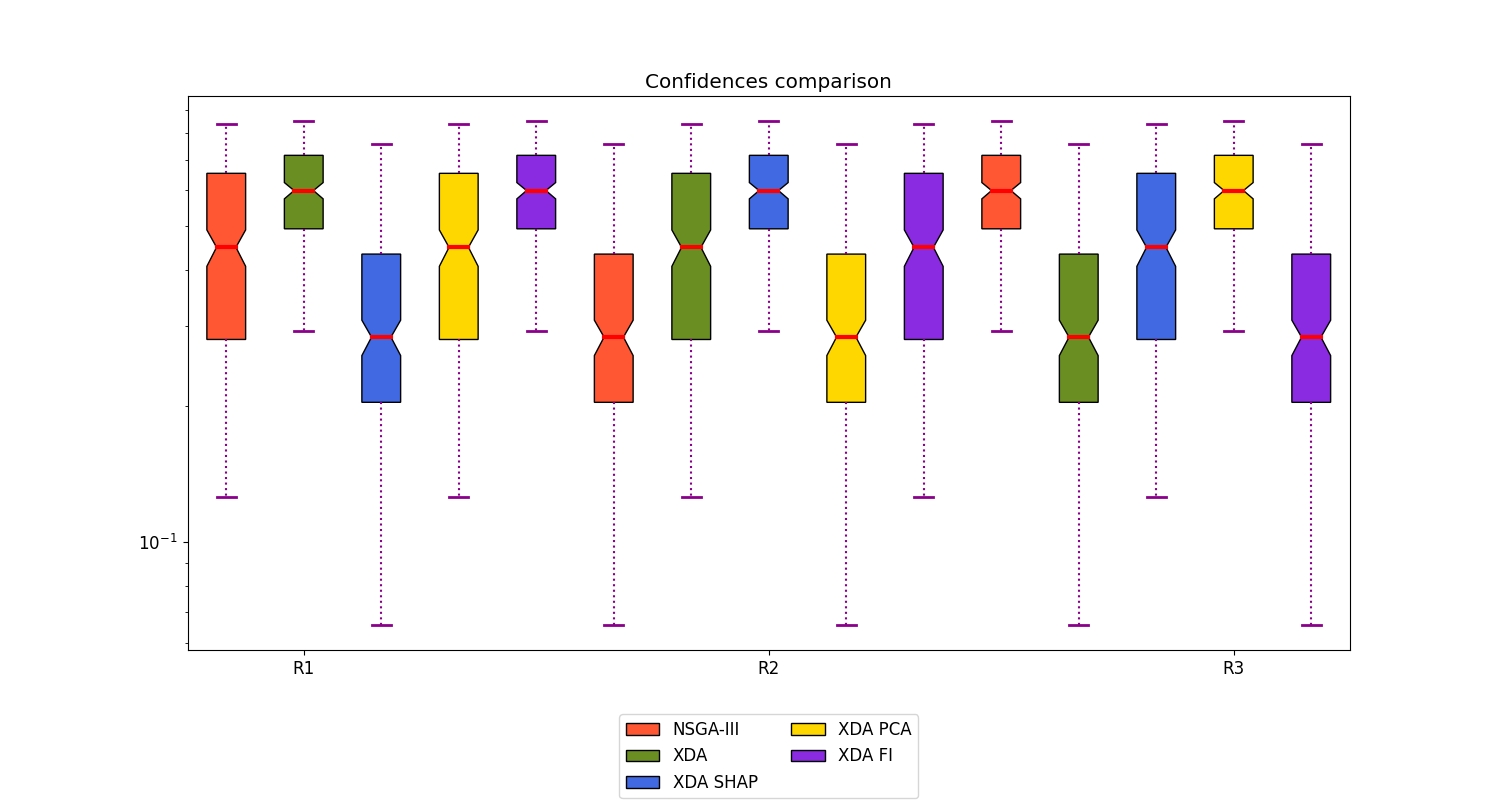 Confidences comparison
10⁻¹
R1 R2 R3
NSGA-III XDA PCA
XDA XDA FI
XDA SHAP